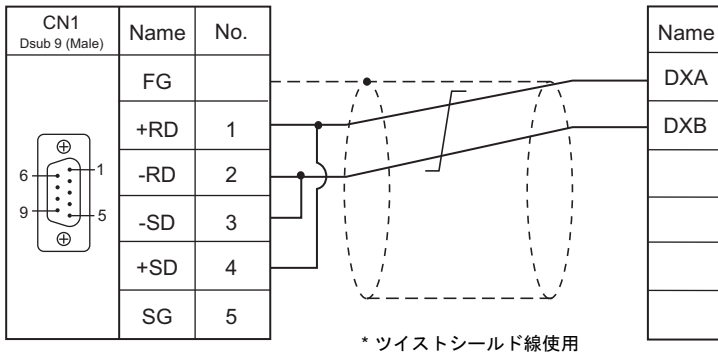 CN1
Dsub 9 (Male)
Name
No.
Name
FG
DXA
+RD
1
DXB
-RD
2
-SD
3
+SD
4
SG
5
1
6
9
5
* ツイストシールド線使用